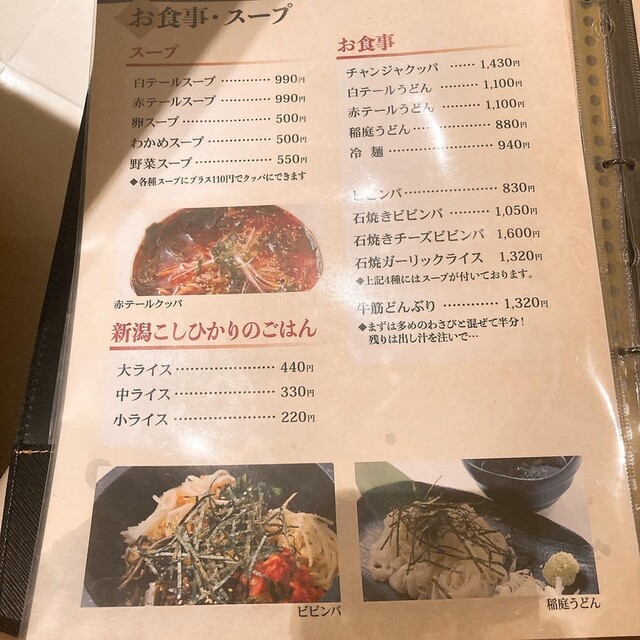 お食事・スープ
スープ
白テールスープ ………… 990円
赤テールスープ ………… 990円
卵スープ ………………… 500円
わかめスープ …………… 500円
野菜スープ ……………… 550円
◆各種スープにプラス110円でクッパにできます
赤テールクッパ
新潟こしひかりのごはん
大ライス ………………… 440円
中ライス ………………… 330円
小ライス ………………… 220円
お食事
チャンジャクッパ …… 1,430円
白テールうどん …… 1,100円
赤テールうどん …… 1,100円
稲庭うどん ………… 880円
冷 麺 ……………… 940円
ビビンバ …………… 830円
石焼きビビンバ ……… 1,050円
石焼きチーズビビンバ 1,600円
石焼ガーリックライス 1,320円
◆上記4種にはスープが付いております。
牛筋どんぶり ………… 1,320円
◆まずは多めのわさびと混ぜて半分!
残りは出し汁を注いで…
ビビンバ
稲庭うどん